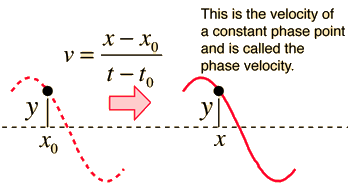 This is the velocity of
a constant phase point
and is called the
phase velocity.
v = (x − x₀) / (t − t₀)
y
x₀
y
x